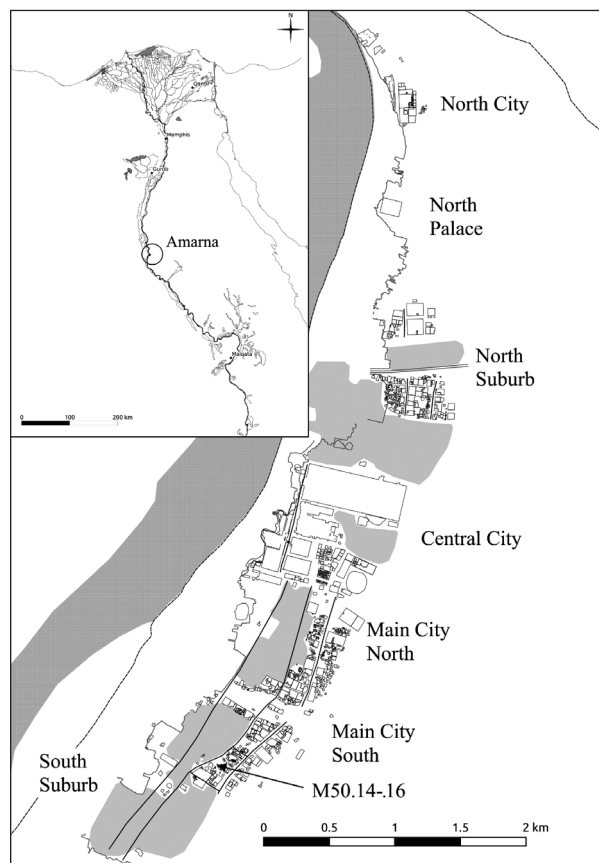 N
Qantir
Memphis
Gurob
Amarna
Malqata
0 100 200 km
North City
North
Palace
North
Suburb
Central City
Main City
North
Main City
South
South
Suburb
M50.14-.16
0 0.5 1 1.5 2 km